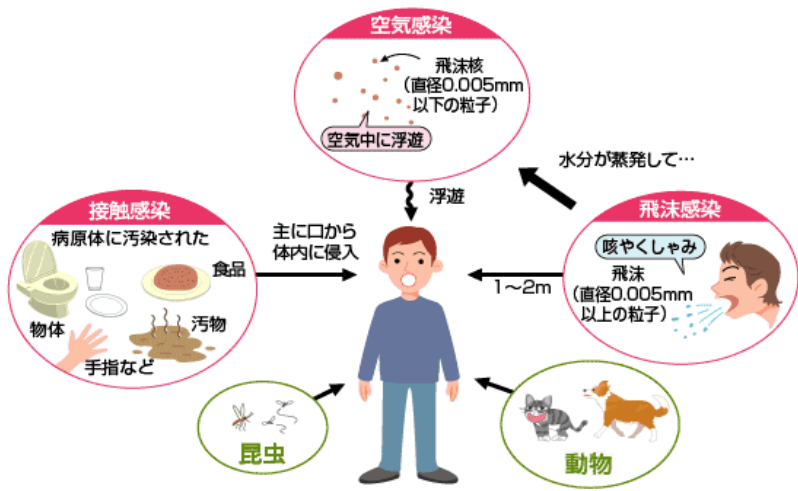 空気感染
飛沫核
（直径0.005mm
以下の粒子）
空気中に浮遊
水分が蒸発して…
浮遊
接触感染
病原体に汚染された
食品
物体
汚物
手指など
主に口から
体内に侵入
飛沫感染
咳やくしゃみ
飛沫
（直径0.005mm
以上の粒子）
1〜2m
昆虫
動物